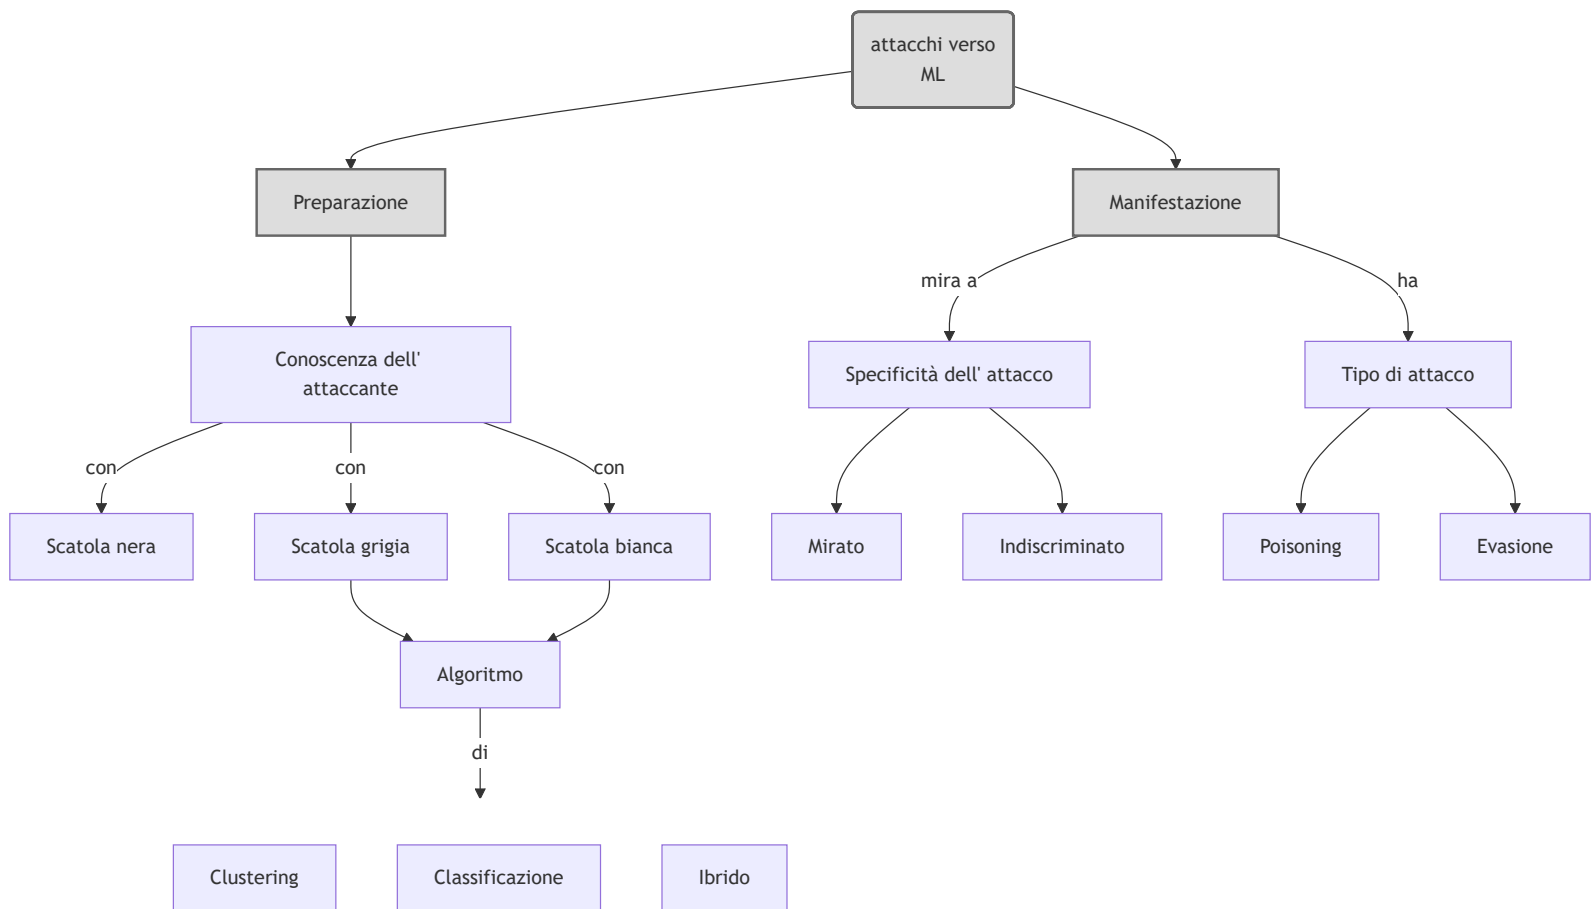 attacchi verso
ML
Preparazione
Manifestazione
mira a
ha
Conoscenza dell'
attaccante
Specificità dell' attacco
Tipo di attacco
con
con
con
Scatola nera
Scatola grigia
Scatola bianca
Mirato
Indiscriminato
Poisoning
Evasione
Algoritmo
di
Clustering
Classificazione
Ibrido